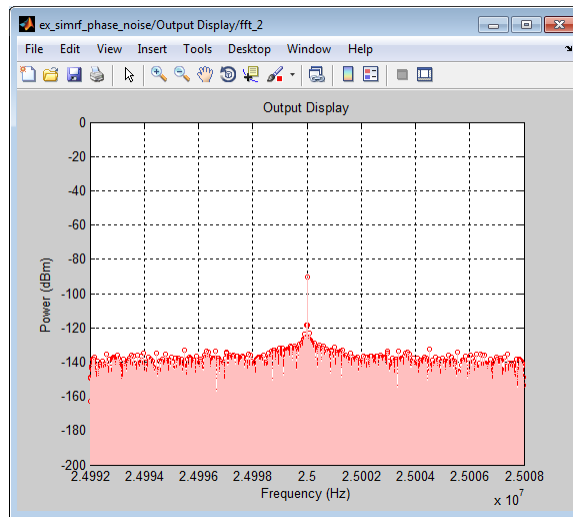 ex_simrf_phase_noise/Output Display/fft_2
File Edit View Insert Tools Desktop Window Help
Output Display
0
-20
-40
-60
-80
-100
-120
-140
-160
-180
-200
Power (dBm)
2.4992 2.4994 2.4996 2.4998 2.5 2.5002 2.5004 2.5006 2.5008
Frequency (Hz)
x 10^7